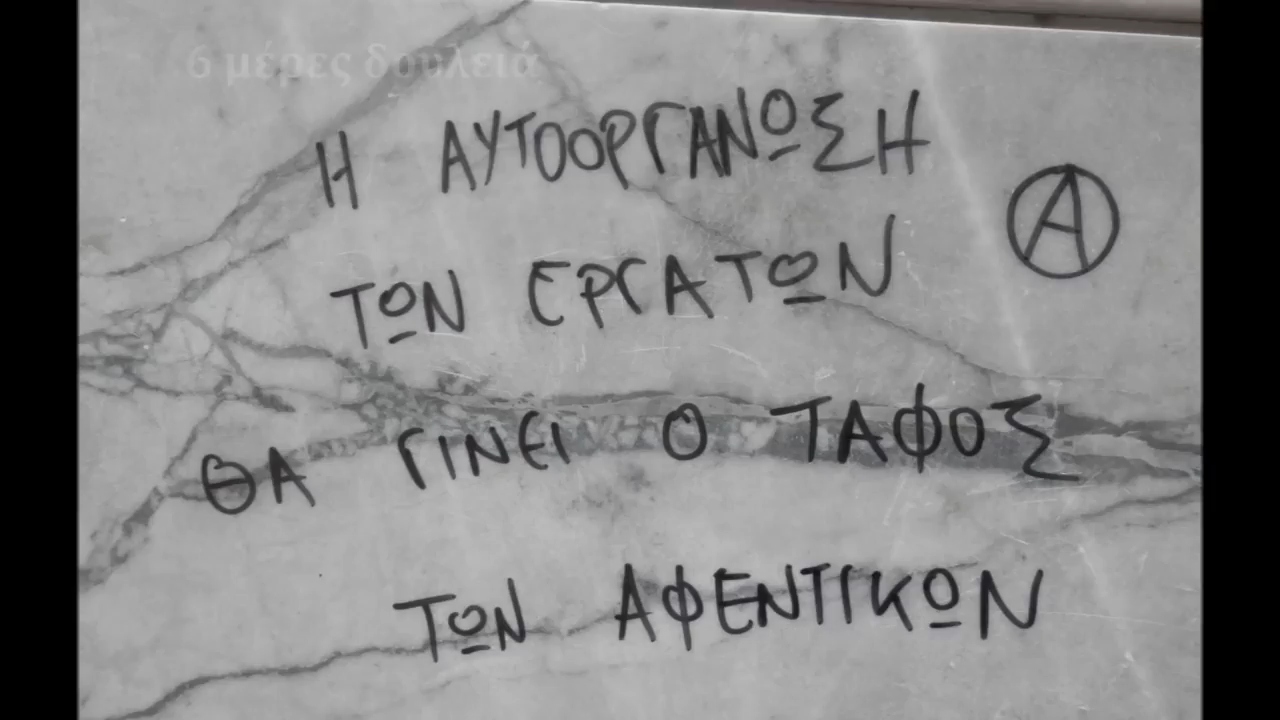 6 μέρες δουλειά
Η ΑΥΤΟΟΡΓΑΝΩΣΗ
Ⓐ
ΤΩΝ ΕΡΓΑΤΩΝ
ΘΑ ΓΙΝΕΙ Ο ΤΑΦΟΣ
ΤΩΝ ΑΦΕΝΤΙΚΩΝ